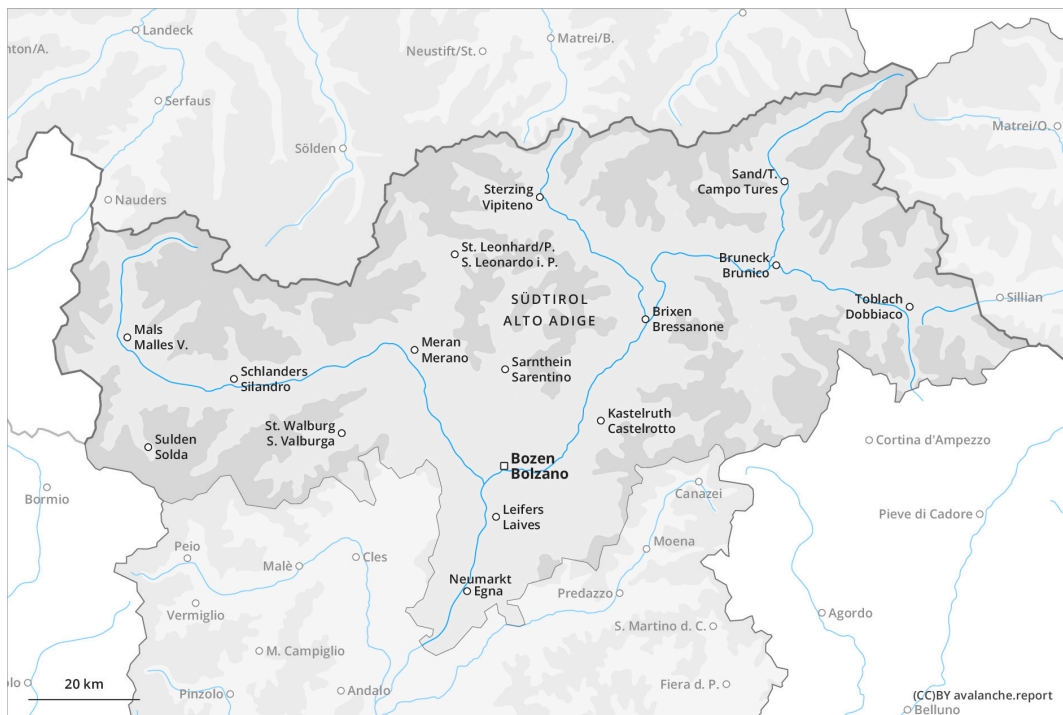 Landeck
nton/A.
Neustift/St.
Matrei/B.
Serfaus
Matrei/O.
Sölden
Sand/T.
Campo Tures
Sterzing
Vipiteno
Nauders
St. Leonhard/P.
S. Leonardo i. P.
Bruneck
Brunico
SÜDTIROL
ALTO ADIGE
Toblach
Dobbiaco
Sillian
Brixen
Bressanone
Mals
Malles V.
Meran
Merano
Sarnthein
Sarentino
Schlanders
Silandro
Kastelruth
Castelrotto
St. Walburg
S. Valburga
Sulden
Solda
Cortina d'Ampezzo
Bozen
Bolzano
Bormio
Canazei
Leifers
Laives
Pieve di Cadore
Moena
Peio
Malè
Cles
Neumarkt
Egna
Predazzo
Vermiglio
Agordo
S. Martino d. C.
M. Campiglio
olo
20 km
Pinzolo
Andalo
Fiera d. P.
(CC)BY avalanche.report
Belluno